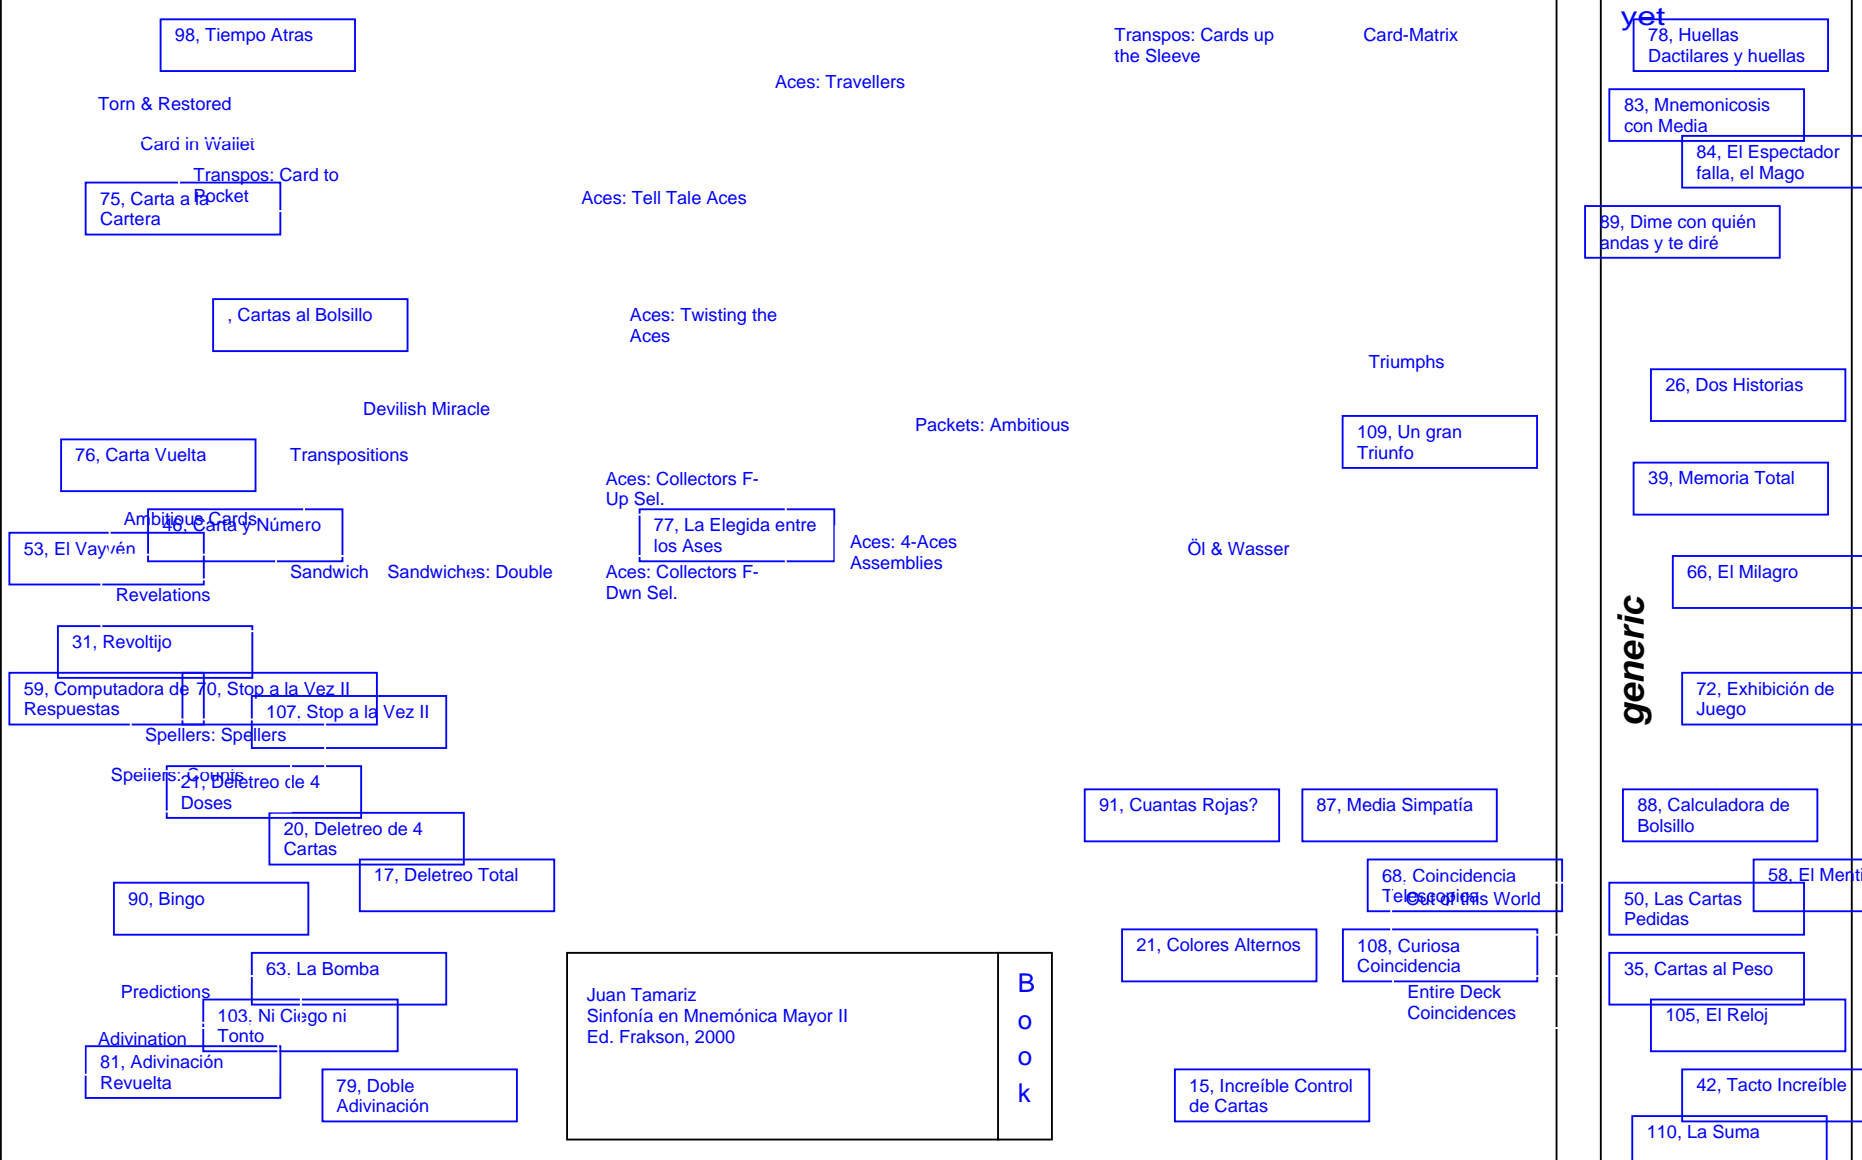 yet
98, Tiempo Atras
Transpos: Cards up
the Sleeve
Card-Matrix
78, Huellas
Dactilares y huellas
Aces: Travellers
Torn & Restored
83, Mnemonicosis
con Media
Card in Wallet
84, El Espectador
falla, el Mago
Transpos: Card to
Pocket
75, Carta a la
Cartera
Aces: Tell Tale Aces
89, Dime con quién
andas y te diré
, Cartas al Bolsillo
Aces: Twisting the
Aces
Triumphs
26, Dos Historias
Devilish Miracle
Packets: Ambitious
109, Un gran
Triunfo
76, Carta Vuelta
Transpositions
Aces: Collectors F-
Up Sel.
39, Memoria Total
Ambitious Cards
46, Carta y Número
77, La Elegida entre
los Ases
53, El Vayvén
Aces: 4-Aces
Assemblies
Öl & Wasser
Sandwich
Sandwiches: Double
Aces: Collectors F-
Dwn Sel.
66, El Milagro
Revelations
generic
31, Revoltijo
59, Computadora de
Respuestas
70, Stop a la Vez II
107, Stop a la Vez II
72, Exhibición de
Juego
Spellers: Spellers
Spellers: Counts
21, Deletreo de 4
Doses
91, Cuantas Rojas?
87, Media Simpatía
88, Calculadora de
Bolsillo
20, Deletreo de 4
Cartas
17, Deletreo Total
68, Coincidencia
Telescopica
Out of this World
58, El Menti
90, Bingo
50, Las Cartas
Pedidas
21, Colores Alternos
108, Curiosa
Coincidencia
63, La Bomba
35, Cartas al Peso
Predictions
Juan Tamariz
Sinfonía en Mnemónica Mayor II
Ed. Frakson, 2000
B
o
o
k
Entire Deck
Coincidences
103, Ni Ciego ni
Tonto
105, El Reloj
Adivination
81, Adivinación
Revuelta
79, Doble
Adivinación
15, Increíble Control
de Cartas
42, Tacto Increíble
110, La Suma